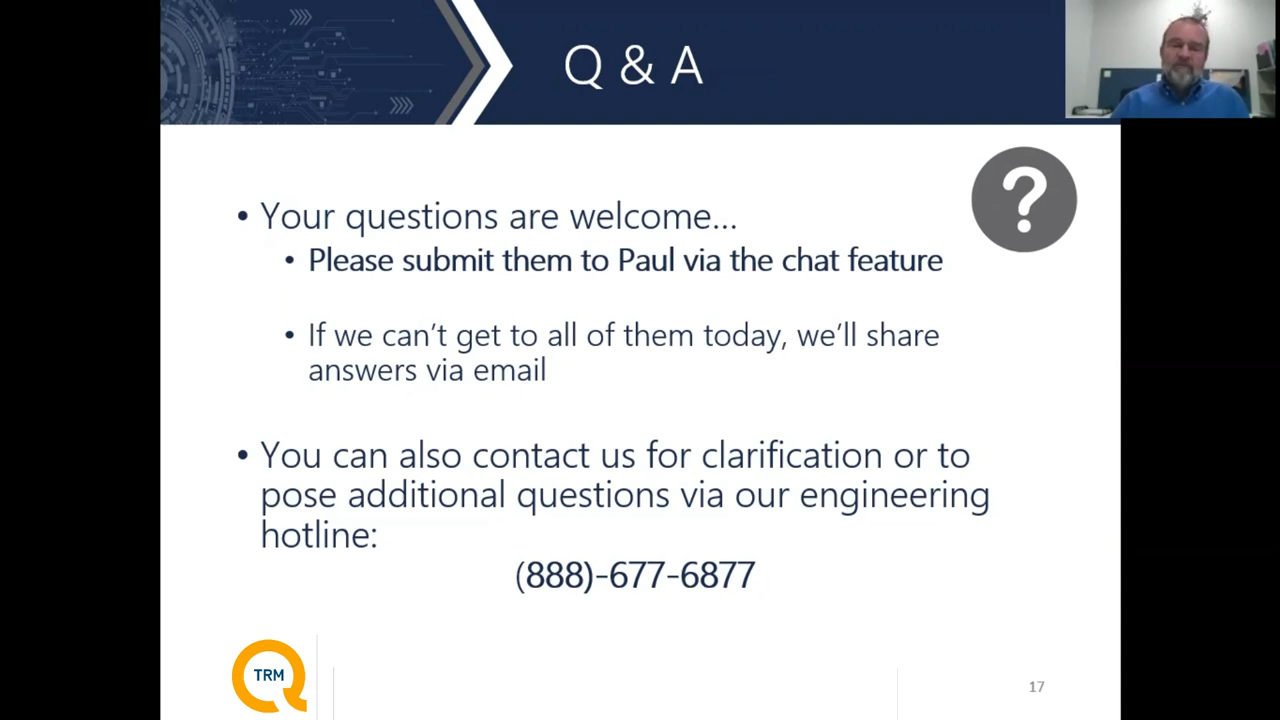 Q & A
• Your questions are welcome...
• Please submit them to Paul via the chat feature
• If we can't get to all of them today, we'll share
answers via email
• You can also contact us for clarification or to
pose additional questions via our engineering
hotline:
(888)-677-6877
TRM
17